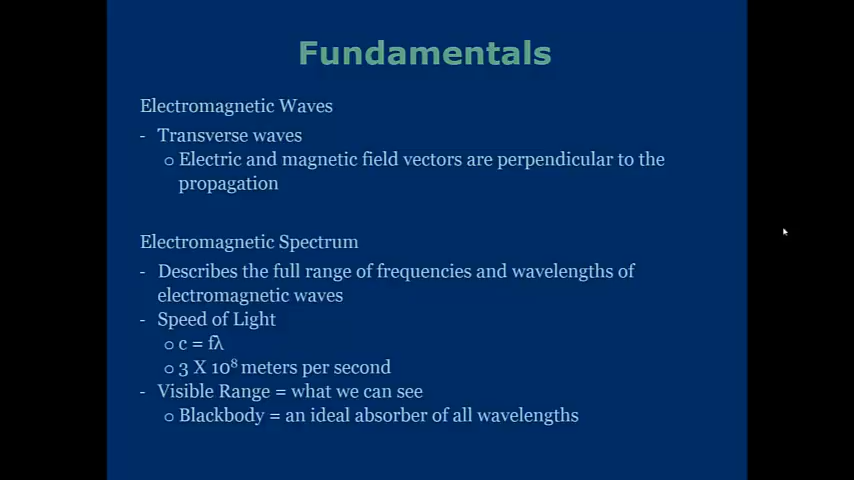 Fundamentals
Electromagnetic Waves
- Transverse waves
o Electric and magnetic field vectors are perpendicular to the
propagation
Electromagnetic Spectrum
- Describes the full range of frequencies and wavelengths of
electromagnetic waves
- Speed of Light
o c = fλ
o 3 X 10⁸ meters per second
- Visible Range = what we can see
o Blackbody = an ideal absorber of all wavelengths